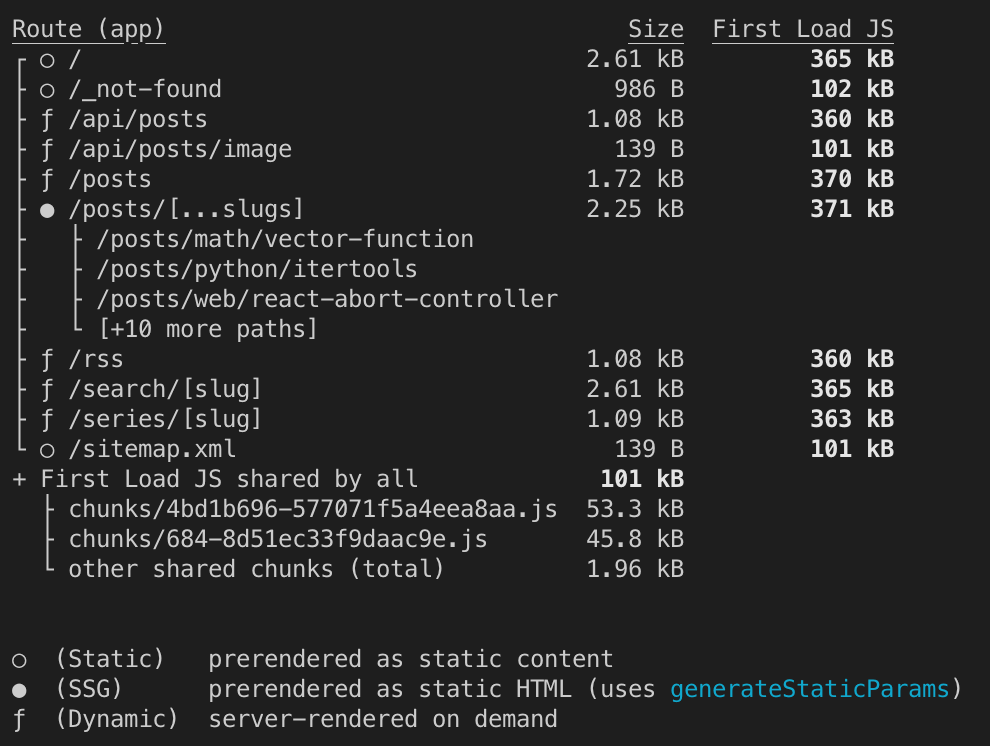 Route (app) Size First Load JS
┌ ○ / 2.61 kB 365 kB
├ ○ /_not-found 986 B 102 kB
├ ƒ /api/posts 1.08 kB 360 kB
├ ƒ /api/posts/image 139 B 101 kB
├ ƒ /posts 1.72 kB 370 kB
├ ● /posts/[...slugs] 2.25 kB 371 kB
├ ├ /posts/math/vector-function
├ ├ /posts/python/itertools
├ ├ /posts/web/react-abort-controller
├ └ [+10 more paths]
├ ƒ /rss 1.08 kB 360 kB
├ ƒ /search/[slug] 2.61 kB 365 kB
├ ƒ /series/[slug] 1.09 kB 363 kB
└ ○ /sitemap.xml 139 B 101 kB
+ First Load JS shared by all 101 kB
├ chunks/4bd1b696-577071f5a4eea8aa.js 53.3 kB
├ chunks/684-8d51ec33f9daac9e.js 45.8 kB
└ other shared chunks (total) 1.96 kB
○ (Static) prerendered as static content
● (SSG) prerendered as static HTML (uses generateStaticParams)
ƒ (Dynamic) server-rendered on demand